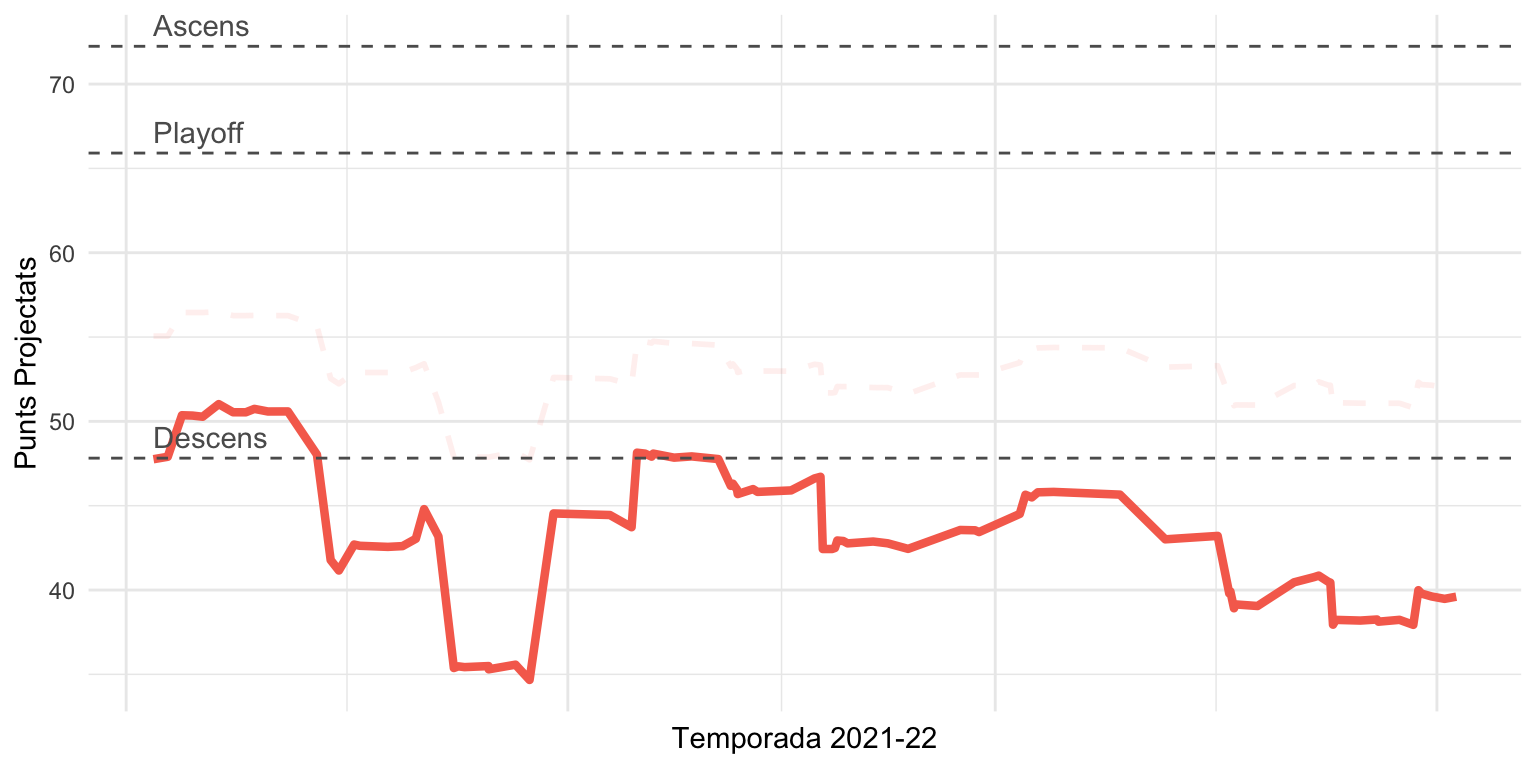 Ascens
70
Playoff
60
50
Descens
40
Punts Projectats
Temporada 2021-22